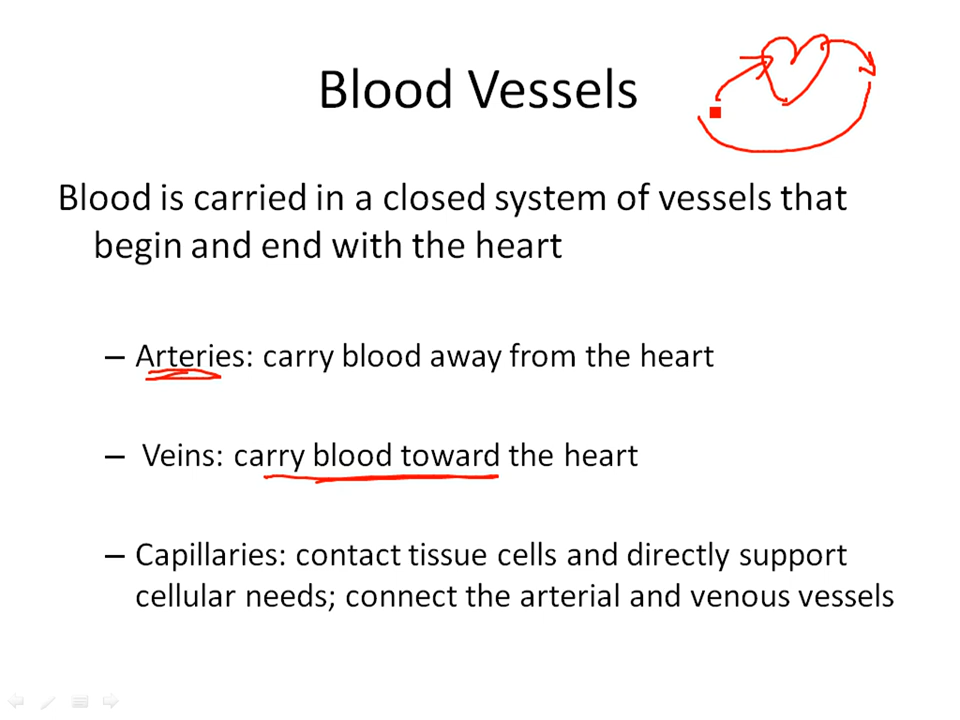 Blood Vessels
Blood is carried in a closed system of vessels that
begin and end with the heart
– Arteries: carry blood away from the heart
– Veins: carry blood toward the heart
– Capillaries: contact tissue cells and directly support
cellular needs; connect the arterial and venous vessels